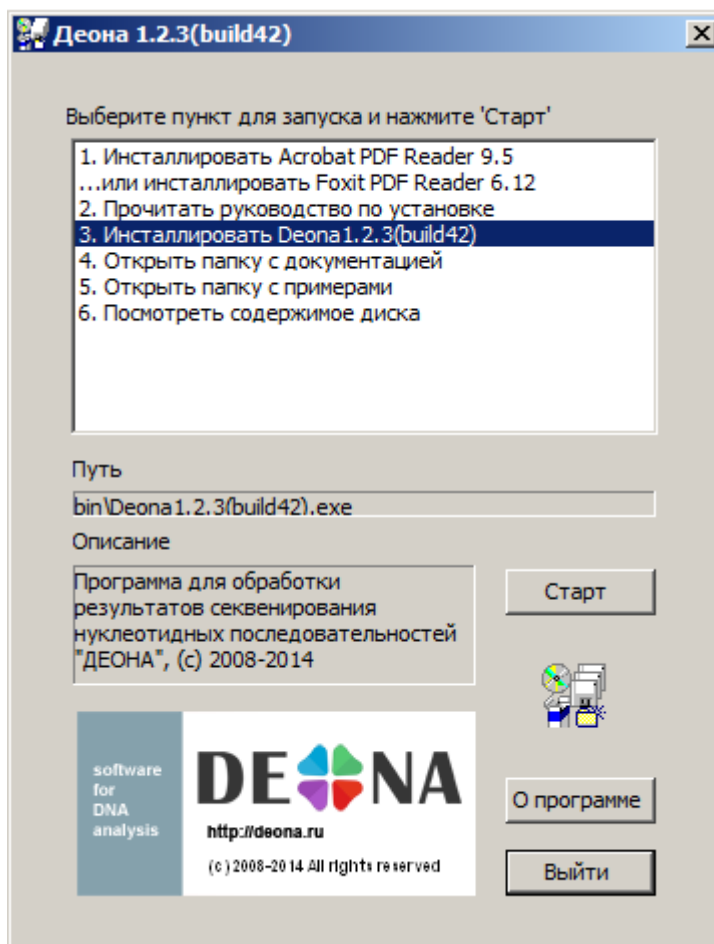 Деона 1.2.3(build42)
Выберите пункт для запуска и нажмите 'Старт'
1. Инсталлировать Acrobat PDF Reader 9.5
...или инсталлировать Foxit PDF Reader 6.12
2. Прочитать руководство по установке
3. Инсталлировать Deona1.2.3(build42)
4. Открыть папку с документацией
5. Открыть папку с примерами
6. Посмотреть содержимое диска
Путь
bin\Deona1.2.3(build42).exe
Описание
Программа для обработки
результатов секвенирования
нуклеотидных последовательностей
"ДЕОНА", (c) 2008-2014
Старт
software
for
DNA
analysis
DEONA
http://deona.ru
(c) 2008-2014 All rights reserved
О программе
Выйти